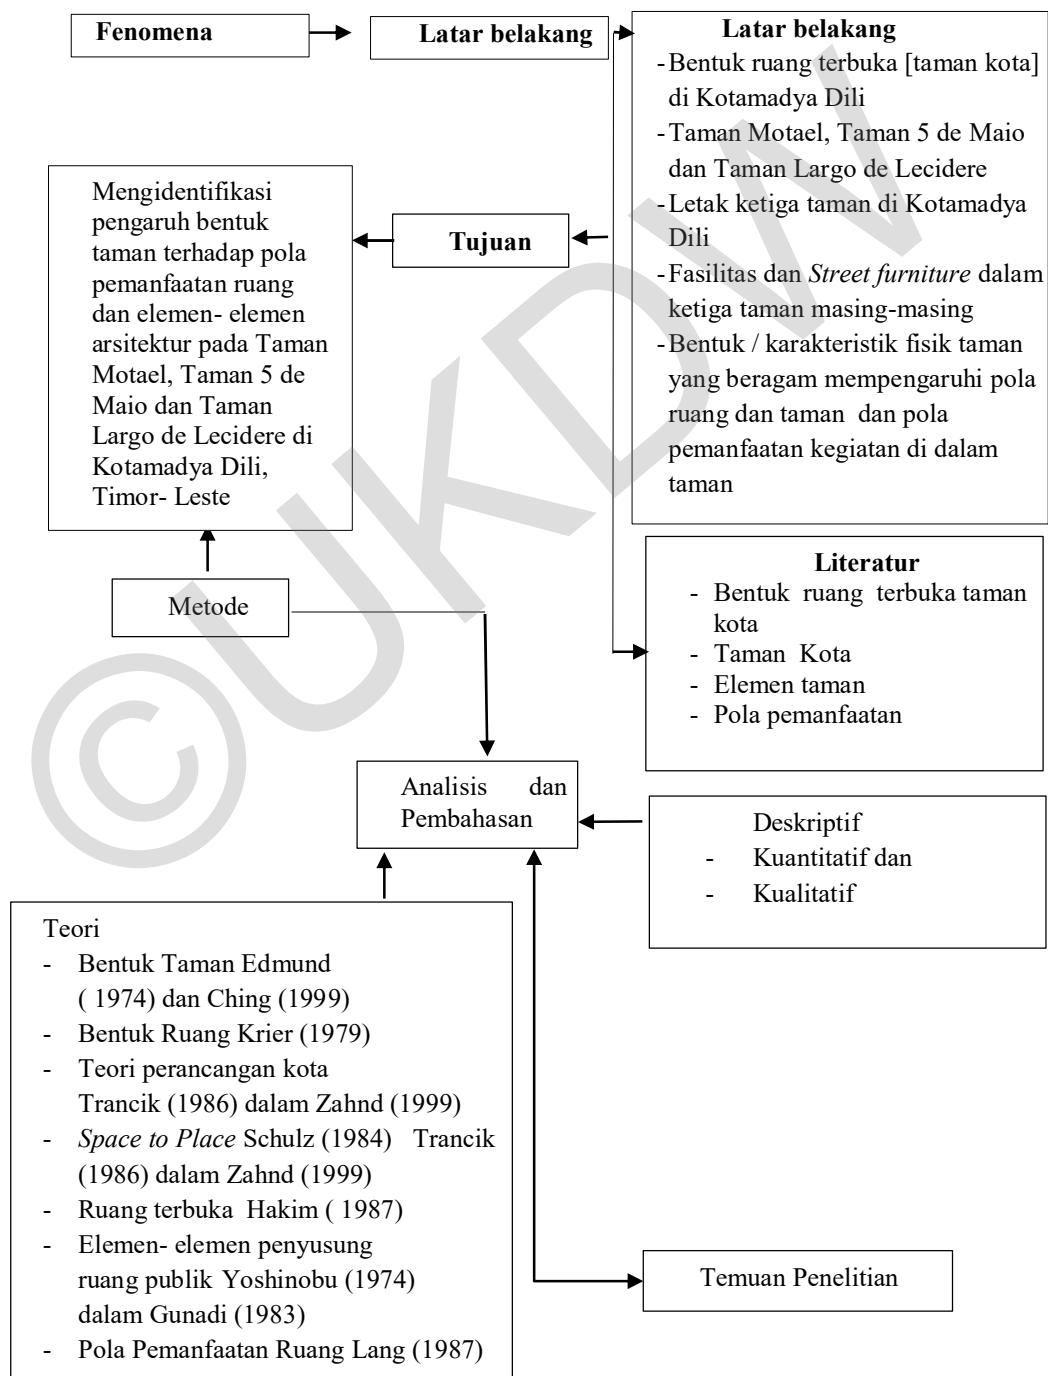 Fenomena
Latar belakang
Latar belakang
-Bentuk ruang terbuka [taman kota]
di Kotamadya Dili
-Taman Motael, Taman 5 de Maio
dan Taman Largo de Lecidere
-Letak ketiga taman di Kotamadya
Dili
-Fasilitas dan Street furniture dalam
ketiga taman masing-masing
-Bentuk / karakteristik fisik taman
yang beragam mempengaruhi pola
ruang dan taman dan pola
pemanfaatan kegiatan di dalam
taman
Tujuan
Mengidentifikasi
pengaruh bentuk
taman terhadap pola
pemanfaatan ruang
dan elemen- elemen
arsitektur pada Taman
Motael, Taman 5 de
Maio dan Taman
Largo de Lecidere di
Kotamadya Dili,
Timor- Leste
Literatur
- Bentuk ruang terbuka taman
kota
- Taman Kota
- Elemen taman
- Pola pemanfaatan
Metode
Analisis dan
Pembahasan
Deskriptif
- Kuantitatif dan
- Kualitatif
Teori
- Bentuk Taman Edmund
( 1974) dan Ching (1999)
- Bentuk Ruang Krier (1979)
- Teori perancangan kota
Trancik (1986) dalam Zahnd (1999)
- Space to Place Schulz (1984) Trancik
(1986) dalam Zahnd (1999)
- Ruang terbuka Hakim ( 1987)
- Elemen- elemen penyusung
ruang publik Yoshinobu (1974)
dalam Gunadi (1983)
- Pola Pemanfaatan Ruang Lang (1987)
Temuan Penelitian
©UKDW